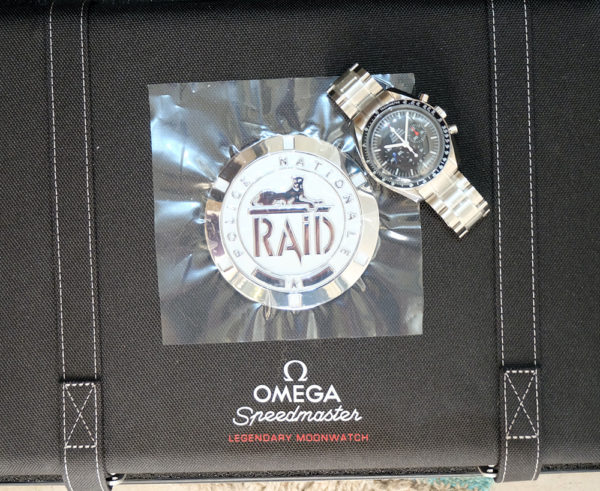 POLICE NATIONALE
RAID
Ω OMEGA
Speedmaster
LEGENDARY MOONWATCH